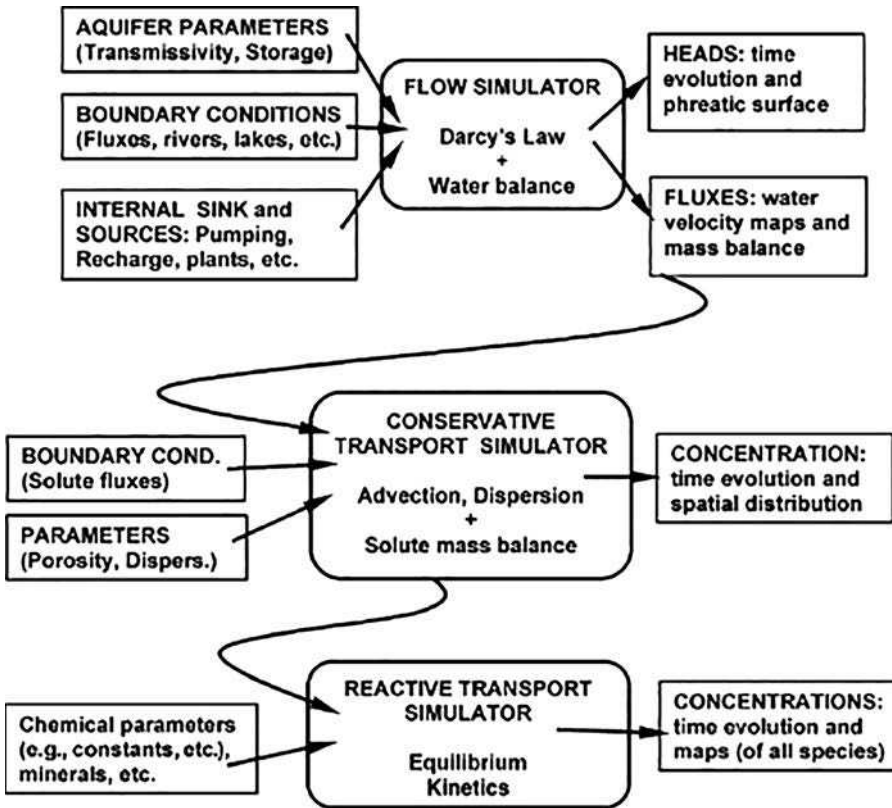 AQUIFER PARAMETERS
(Transmissivity, Storage)
BOUNDARY CONDITIONS
(Fluxes, rivers, lakes, etc.)
INTERNAL SINK and
SOURCES: Pumping,
Recharge, plants, etc.
FLOW SIMULATOR
Darcy's Law
+
Water balance
HEADS: time
evolution and
phreatic surface
FLUXES: water
velocity maps and
mass balance
BOUNDARY COND.
(Solute fluxes)
PARAMETERS
(Porosity, Dispers.)
CONSERVATIVE
TRANSPORT SIMULATOR
Advection, Dispersion
+
Solute mass balance
CONCENTRATION:
time evolution and
spatial distribution
Chemical parameters
(e.g., constants, etc.),
minerals, etc.
REACTIVE TRANSPORT
SIMULATOR
Equilibrium
Kinetics
CONCENTRATIONS:
time evolution and
maps (of all species)